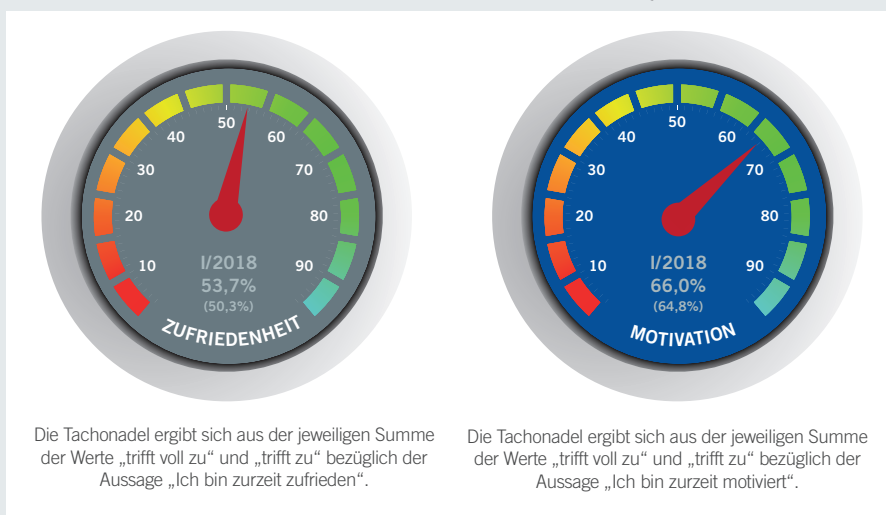 10
20
30
40
50
60
70
80
90
I/2018
53,7%
(50,3%)
ZUFRIEDENHEIT
Die Tachonadel ergibt sich aus der jeweiligen Summe
der Werte „trifft voll zu“ und „trifft zu“ bezüglich der
Aussage „Ich bin zurzeit zufrieden“.
10
20
30
40
50
60
70
80
90
I/2018
66,0%
(64,8%)
MOTIVATION
Die Tachonadel ergibt sich aus der jeweiligen Summe
der Werte „trifft voll zu“ und „trifft zu“ bezüglich der
Aussage „Ich bin zurzeit motiviert“.